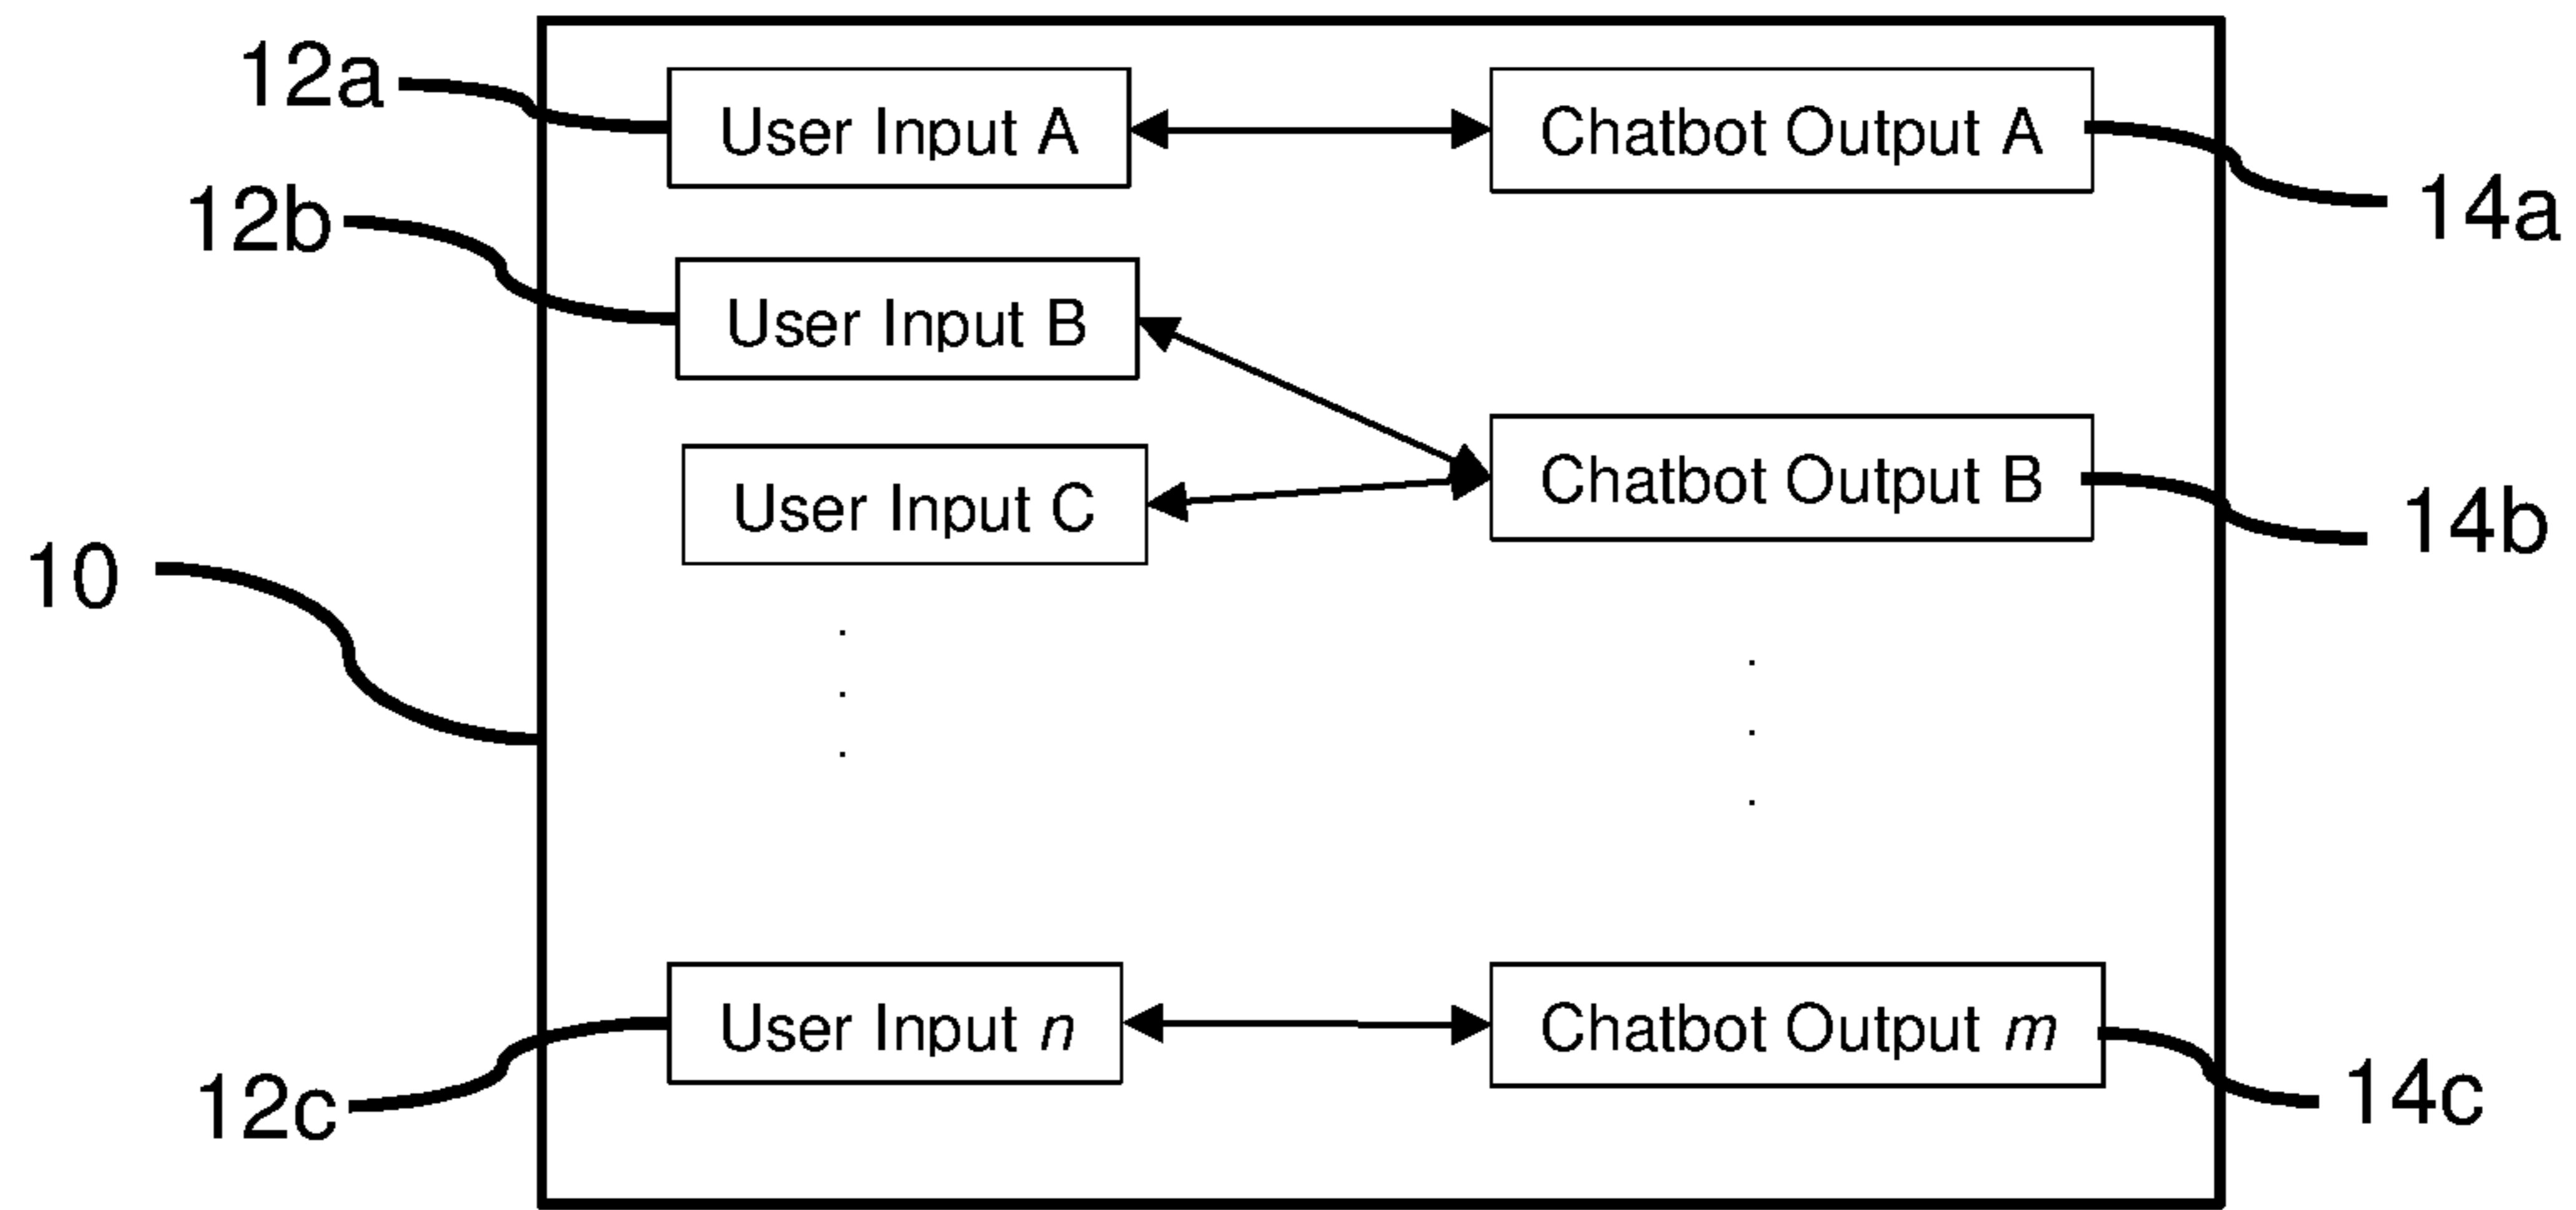 12a
User Input A
Chatbot Output A
14a
12b
User Input B
Chatbot Output B
14b
User Input C
10
User Input n
Chatbot Output m
12c
14c